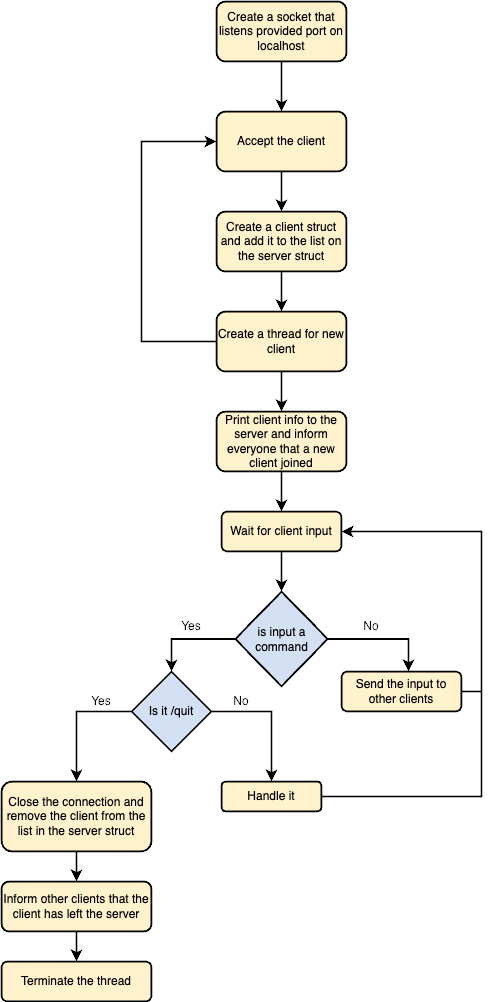 Create a socket that
listens provided port on
localhost
Accept the client
Create a client struct
and add it to the list on
the server struct
Create a thread for new
client
Print client info to the
server and inform
everyone that a new
client joined
Wait for client input
is input a
command
Yes
No
Send the input to
other clients
Is it /quit
Yes
No
Handle it
Close the connection and
remove the client from the
list in the server struct
Inform other clients that the
client has left the server
Terminate the thread